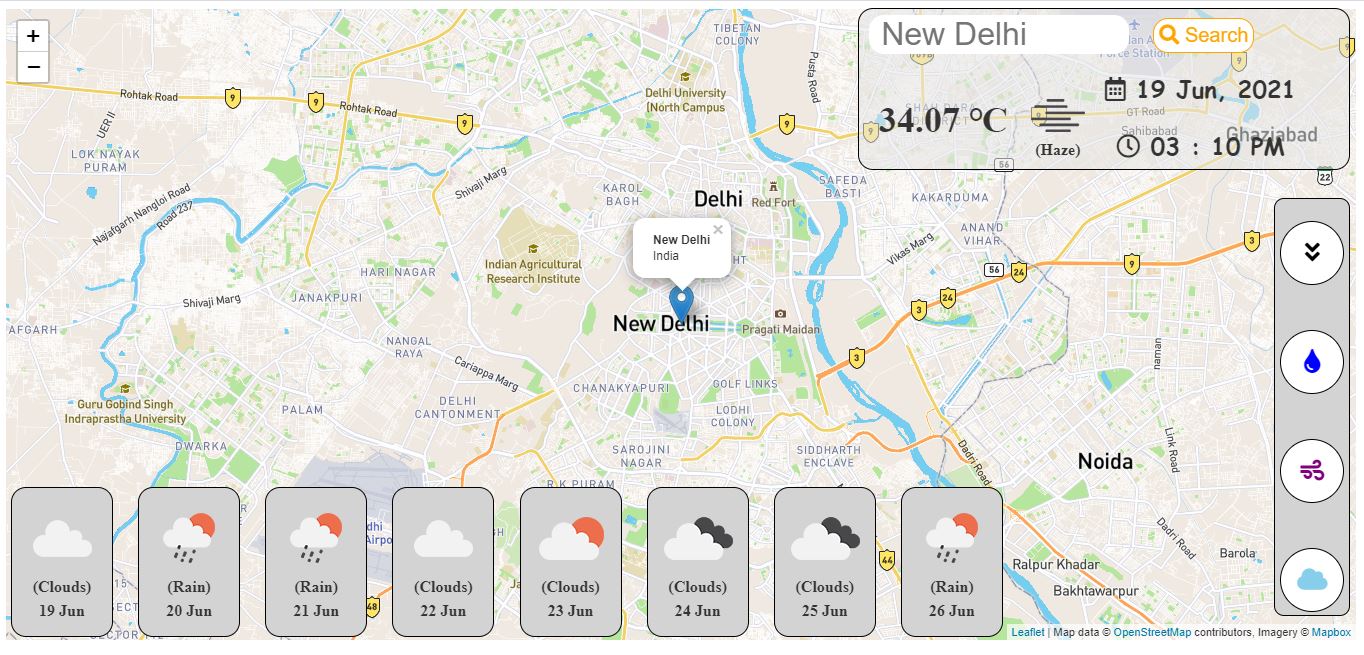 +
−
New Delhi
Search
34.07 °C
(Haze)
19 Jun, 2021
03 : 10 PM
TIBETAN
COLONY
Pusta Road
Force Station
GT Road
Sahibabad
Ghaziabad
Rohtak Road
9
9
Rohtak Road
9
9
9
9
9
56
22
UER II
LOK NAYAK
PURAM
Delhi University
(North Campus
Shivaji Marg
KAROL
BAGH
Delhi
Red Fort
SAFEDA
BASTI
KAKARDUMA
Najafgarh Nangloi Road
Road 237
New Delhi
India
×
HT
ANAND
VIHAR
Vikas Marg
3
9
56
24
24
3
Indian Agricultural
Research Institute
HARI NAGAR
JANAKPURI
Shivaji Marg
AFGARH
New Delhi
Pragati Maidan
NANGAL
RAYA
3
Cariappa Marg
CHANAKYAPURI
GOLF LINKS
Guru Gobind Singh
Indraprastha University
PALAM
DELHI
CANTONMENT
LODHI
COLONY
DWARKA
SAROJINI
NAGAR
SIDDHARTH
ENCLAVE
Dadri Road
Link Road
Noida
R K PURAM
44
48
Dadri Road
Barola
Ralpur Khadar
Bakhtawarpur
(Clouds)
19 Jun
(Rain)
20 Jun
(Rain)
21 Jun
(Clouds)
22 Jun
(Clouds)
23 Jun
(Clouds)
24 Jun
(Clouds)
25 Jun
(Rain)
26 Jun
Leaflet | Map data © OpenStreetMap contributors, Imagery © Mapbox